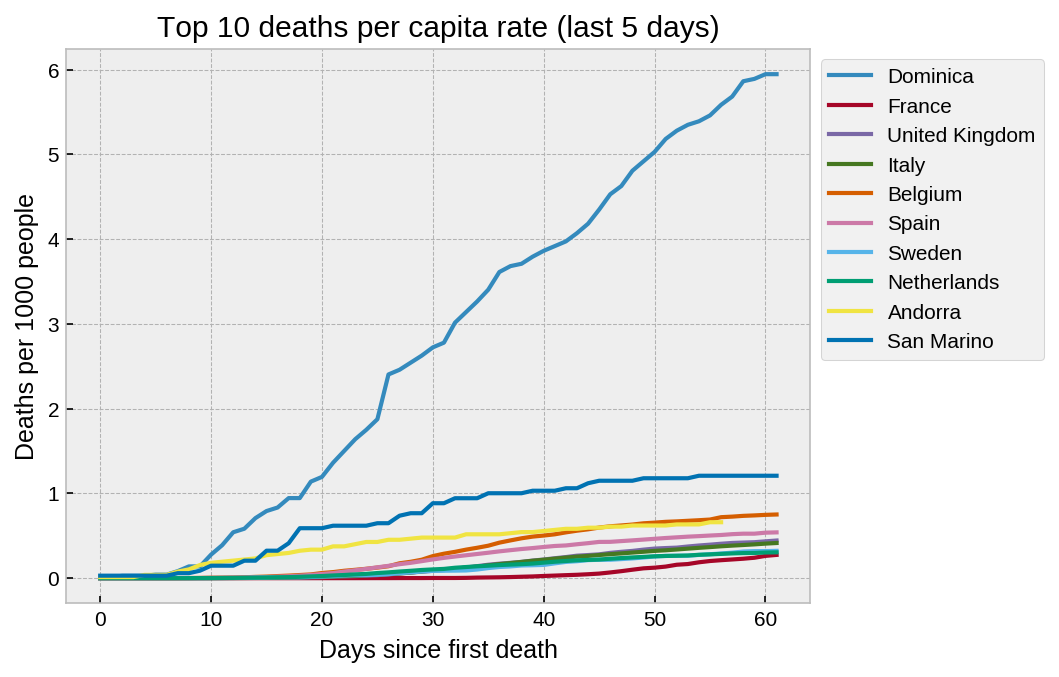 Top 10 deaths per capita rate (last 5 days)
Deaths per 1000 people
6
5
4
3
2
1
0
0 10 20 30 40 50 60
Days since first death
Dominica
France
United Kingdom
Italy
Belgium
Spain
Sweden
Netherlands
Andorra
San Marino